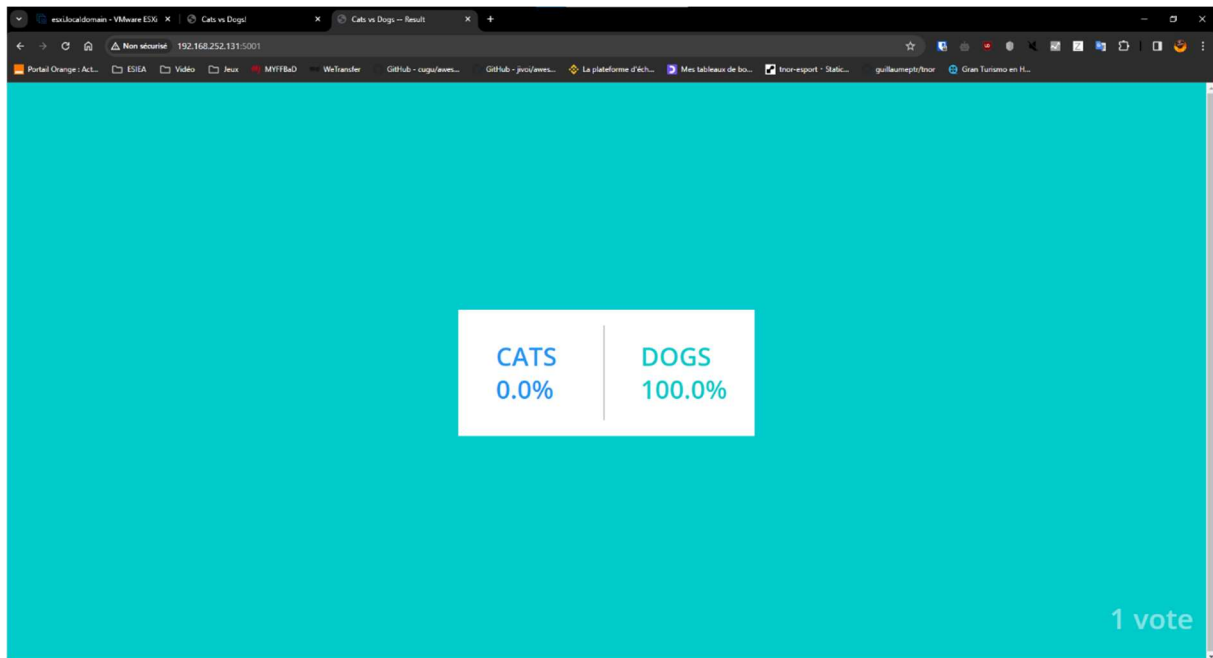 esxi.localdomain - VMware ESXi
Cats vs Dogs!
Cats vs Dogs -- Result
Non sécurisé 192.168.252.131:5001
Portail Orange : Act... ESIEA Vidéo Jeux MYFFBaD WeTransfer GitHub - cugu/awes... GitHub - jivoi/awes... La plateforme d'éch... Mes tableaux de bo... tnor-esport · Static... guillaumeptr/tnor Gran Turismo en H...
CATS
0.0%
DOGS
100.0%
1 vote